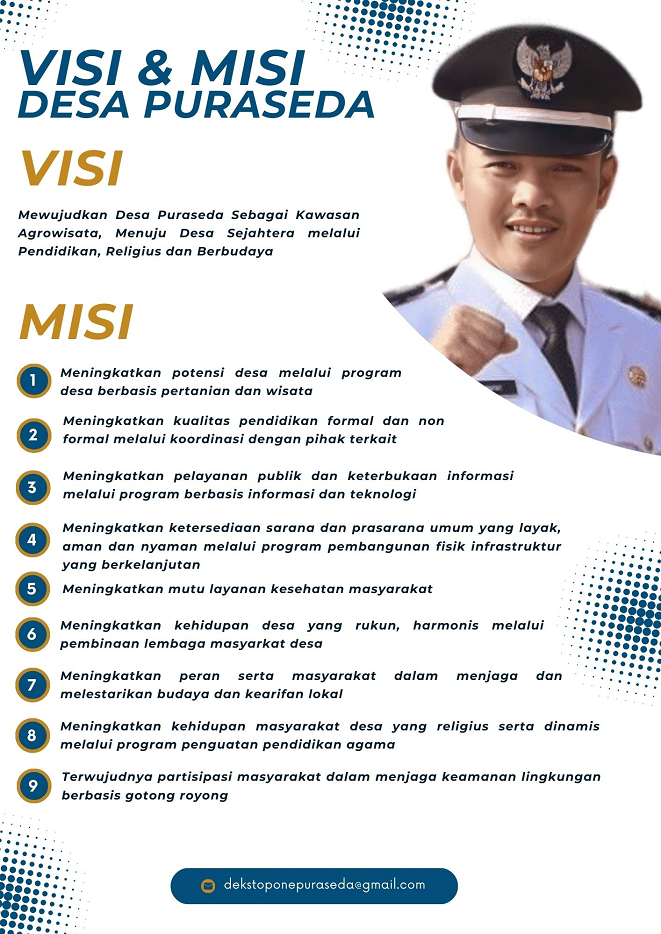 VISI & MISI
DESA PURASEDA
VISI
Mewujudkan Desa Puraseda Sebagai Kawasan
Agrowisata, Menuju Desa Sejahtera melalui
Pendidikan, Religius dan Berbudaya
MISI
1 Meningkatkan potensi desa melalui program
desa berbasis pertanian dan wisata
2 Meningkatkan kualitas pendidikan formal dan non
formal melalui koordinasi dengan pihak terkait
3 Meningkatkan pelayanan publik dan keterbukaan informasi
melalui program berbasis informasi dan teknologi
4 Meningkatkan ketersediaan sarana dan prasarana umum yang layak,
aman dan nyaman melalui program pembangunan fisik infrastruktur
yang berkelanjutan
5 Meningkatkan mutu layanan kesehatan masyarakat
6 Meningkatkan kehidupan desa yang rukun, harmonis melalui
pembinaan lembaga masyarkat desa
7 Meningkatkan peran serta masyarakat dalam menjaga dan
melestarikan budaya dan kearifan lokal
8 Meningkatkan kehidupan masyarakat desa yang religius serta dinamis
melalui program penguatan pendidikan agama
9 Terwujudnya partisipasi masyarakat dalam menjaga keamanan lingkungan
berbasis gotong royong
dekstoponepuraseda@gmail.com